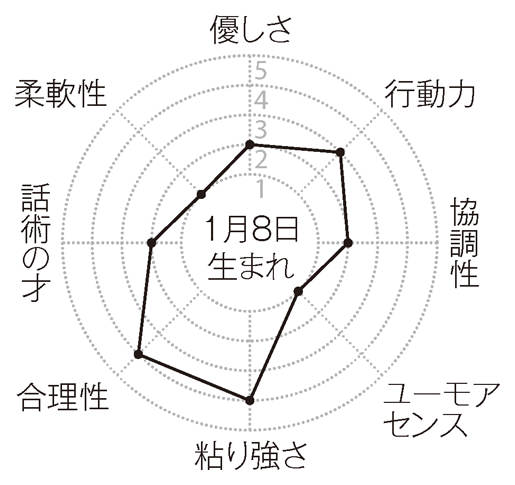 優しさ
行動力
協調性
ユーモア
センス
粘り強さ
合理性
話術の才
柔軟性
5
4
3
2
1
1月8日
生まれ